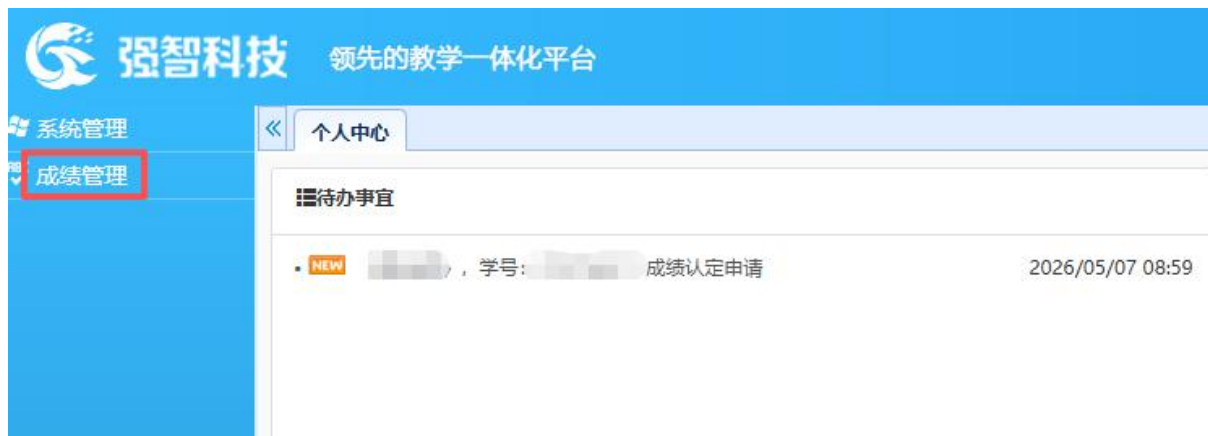 强智科技 领先的教学一体化平台
系统管理
成绩管理
个人中心
待办事宜
NEW ，学号: 成绩认定申请 2026/05/07 08:59